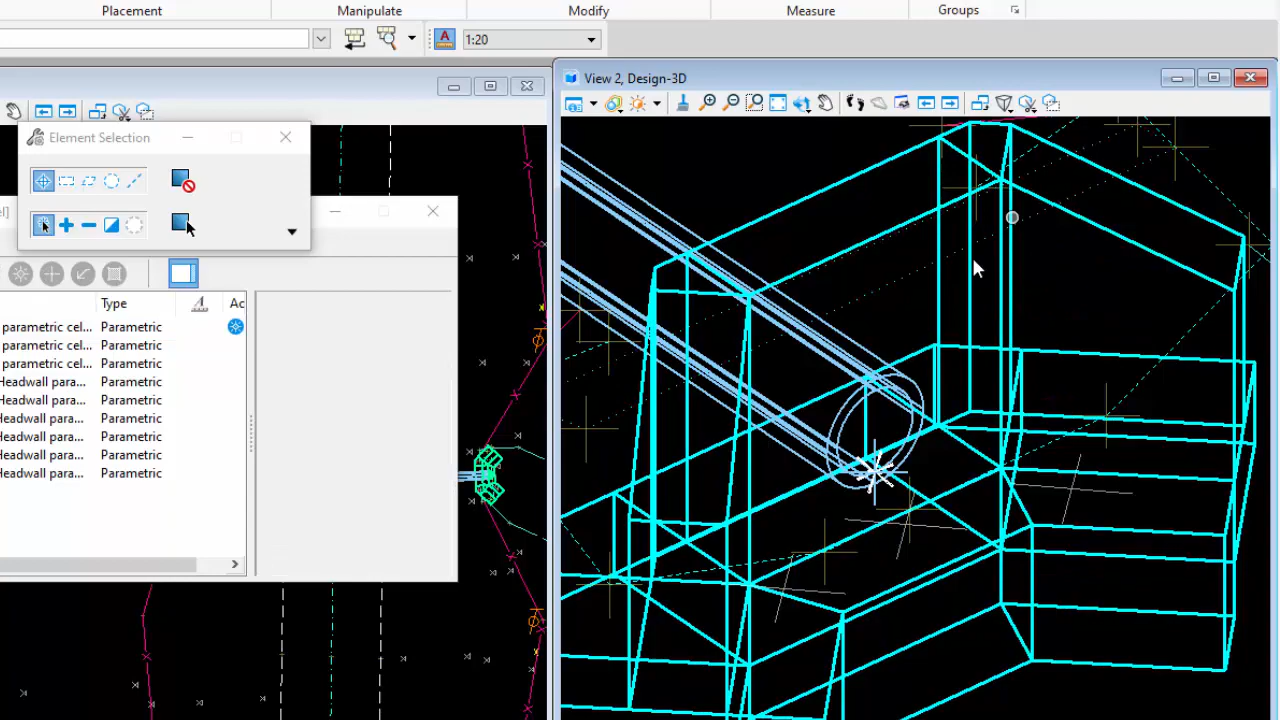 Placement Manipulate Modify Measure Groups
A 1:20
View 2, Design-3D
Element Selection
Type Ac
parametric cel... Parametric
parametric cel... Parametric
parametric cel... Parametric
Headwall para... Parametric
Headwall para... Parametric
Headwall para... Parametric
Headwall para... Parametric
Headwall para... Parametric
Headwall para... Parametric